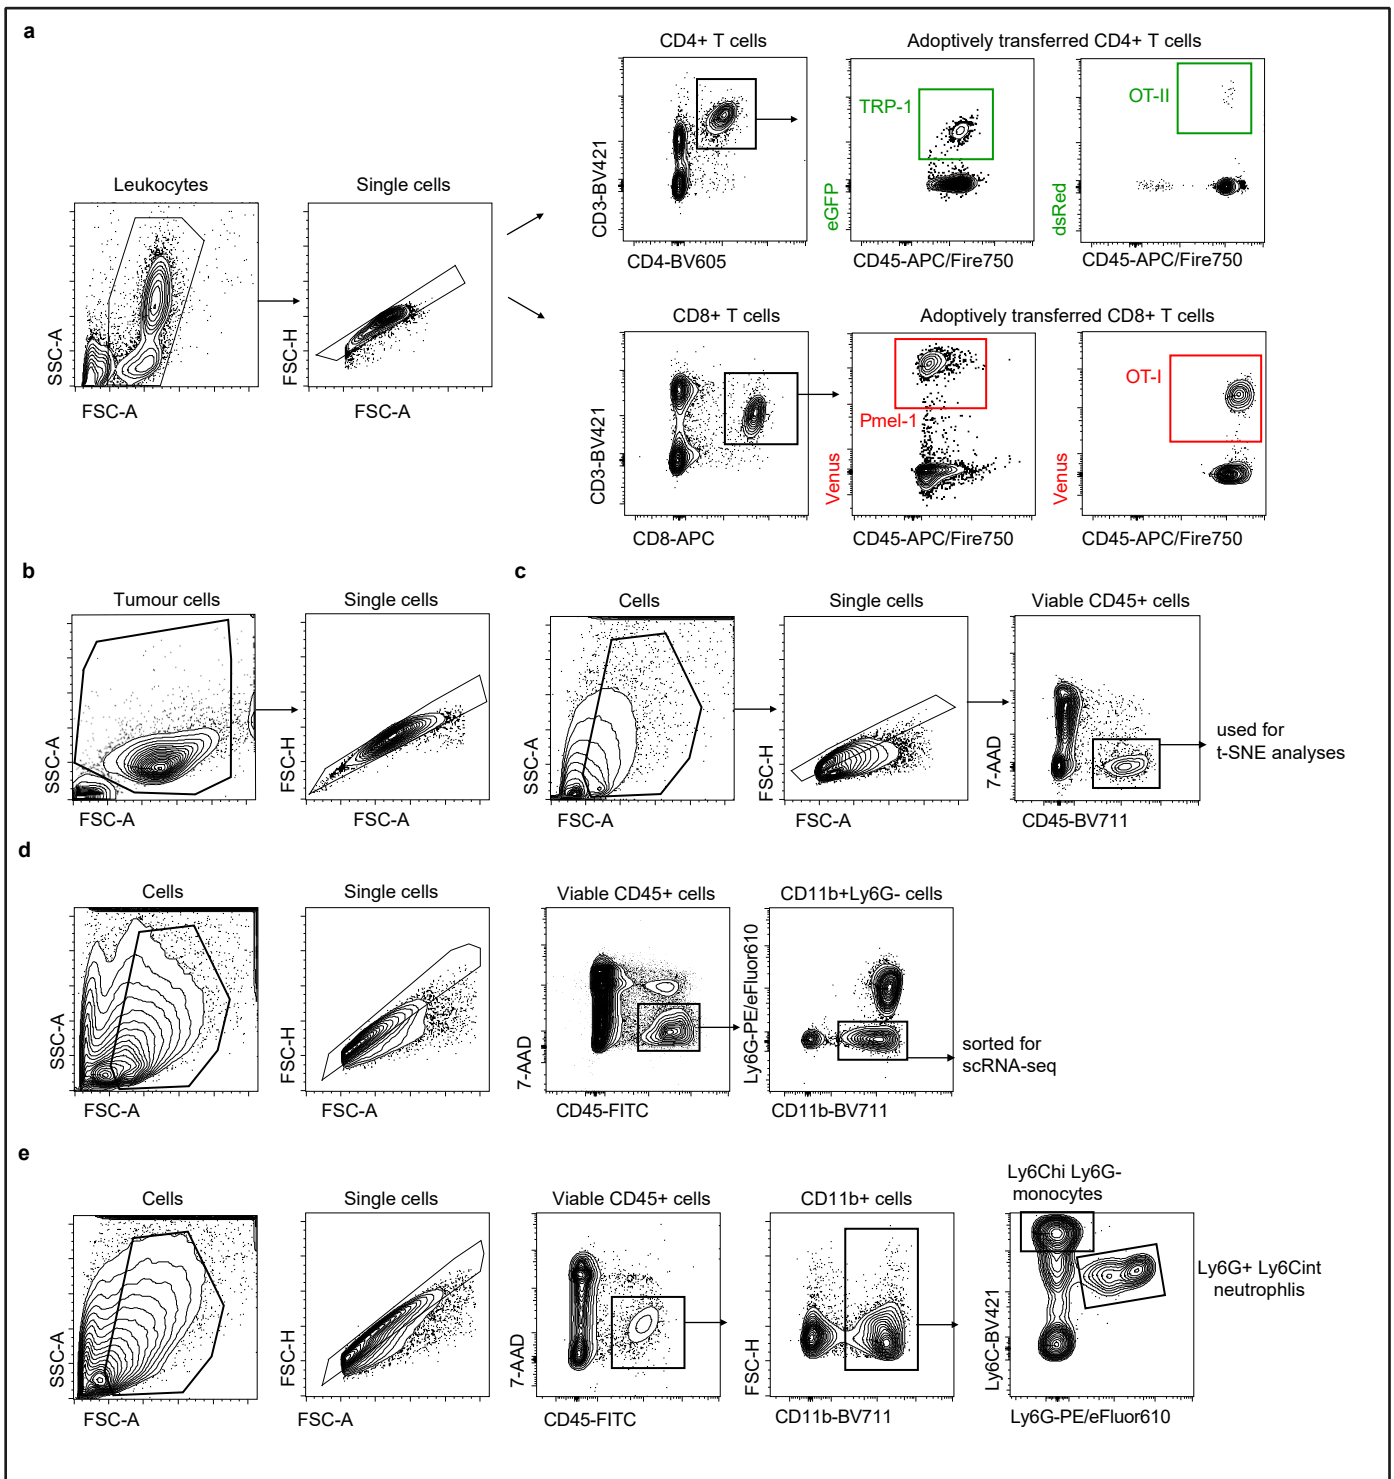 a
CD4+ T cells
Adoptively transferred CD4+ T cells
Leukocytes
Single cells
SSC-A
FSC-A
FSC-H
FSC-A
CD3-BV421
CD4-BV605
TRP-1
eGFP
CD45-APC/Fire750
OT-II
dsRed
CD45-APC/Fire750
CD8+ T cells
Adoptively transferred CD8+ T cells
CD3-BV421
CD8-APC
Pmel-1
Venus
CD45-APC/Fire750
OT-I
Venus
CD45-APC/Fire750
b
Tumour cells
Single cells
SSC-A
FSC-A
FSC-H
FSC-A
c
Cells
Single cells
Viable CD45+ cells
SSC-A
FSC-A
FSC-H
FSC-A
7-AAD
CD45-BV711
used for
t-SNE analyses
d
Cells
Single cells
Viable CD45+ cells
CD11b+Ly6G- cells
SSC-A
FSC-A
FSC-H
FSC-A
7-AAD
CD45-FITC
Ly6G-PE/eFluor610
CD11b-BV711
sorted for
scRNA-seq
e
Cells
Single cells
Viable CD45+ cells
CD11b+ cells
Ly6Chi Ly6G-
monocytes
SSC-A
FSC-A
FSC-H
FSC-A
7-AAD
CD45-FITC
FSC-H
CD11b-BV711
Ly6C-BV421
Ly6G-PE/eFluor610
Ly6G+ Ly6Cint
neutrophlis